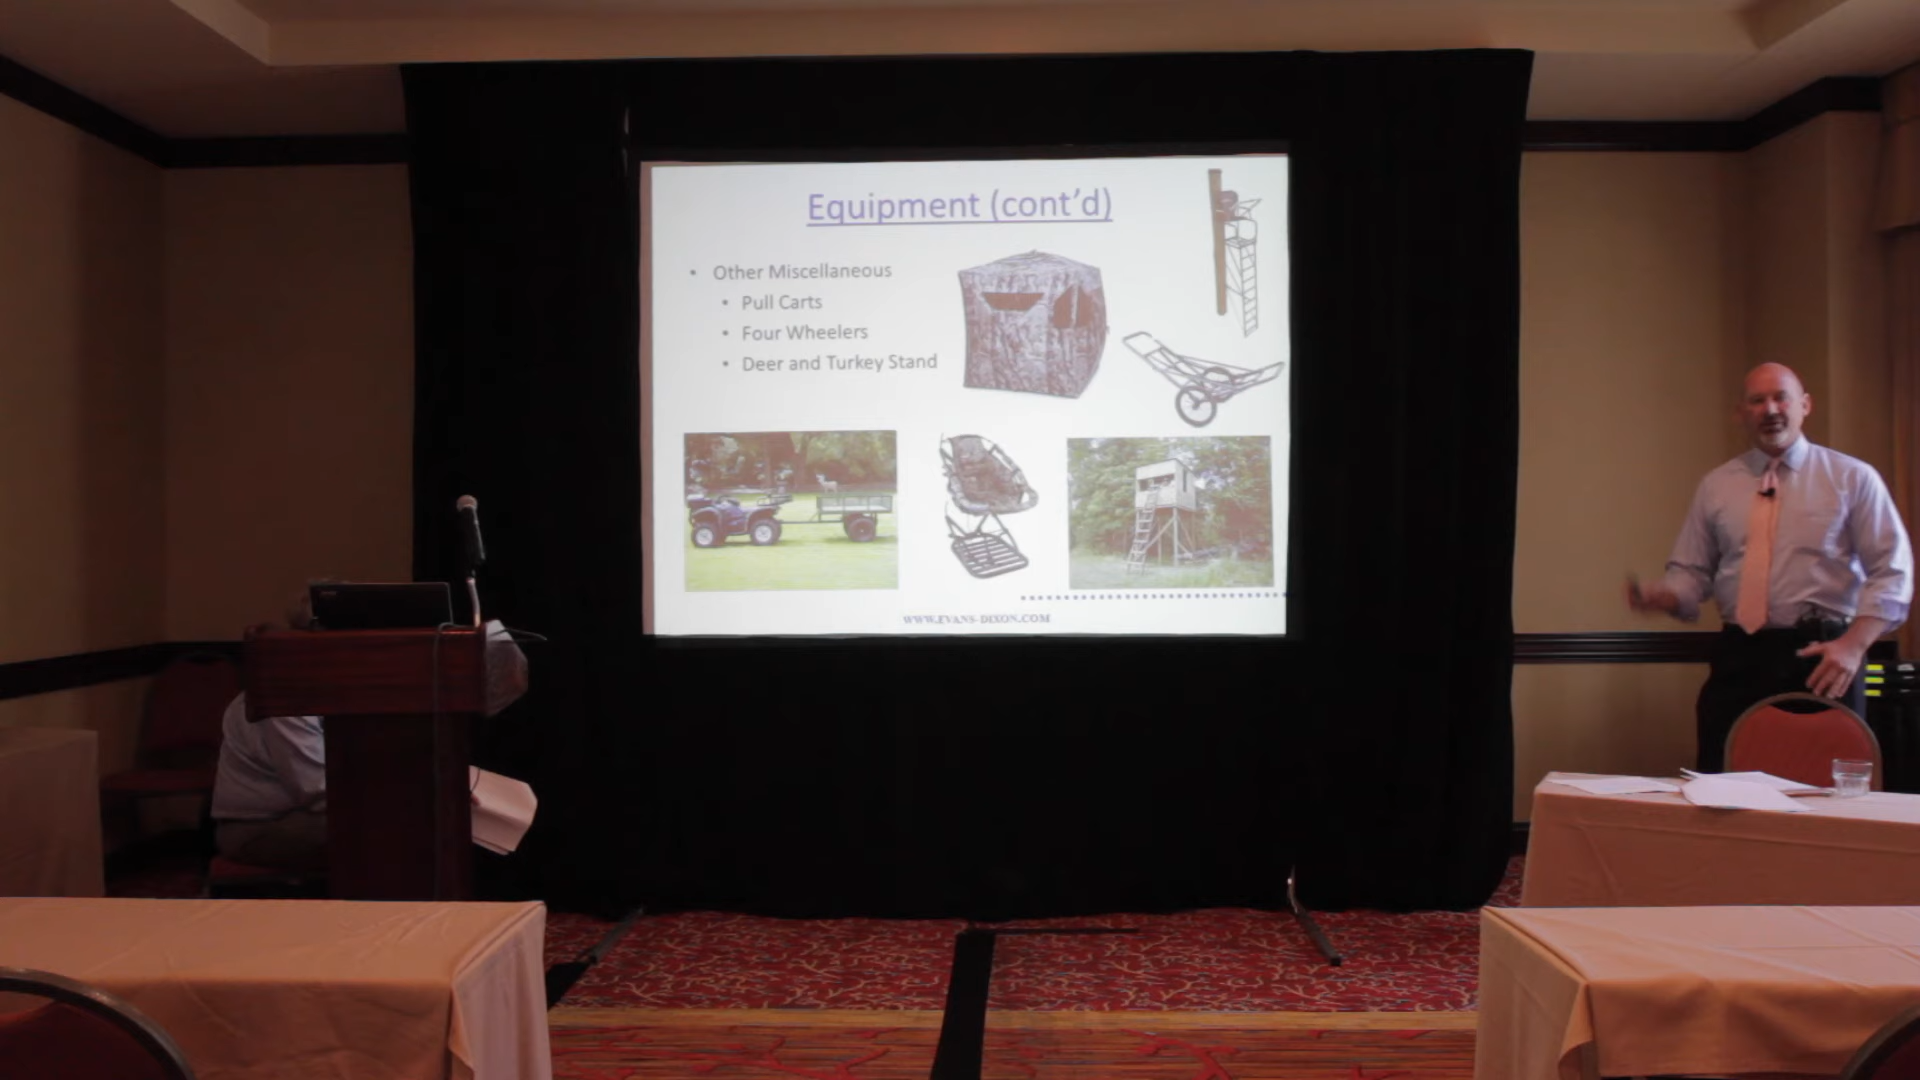 Equipment (cont'd)
• Other Miscellaneous
• Pull Carts
• Four Wheelers
• Deer and Turkey Stand
WWW.EVANS-DIXON.COM